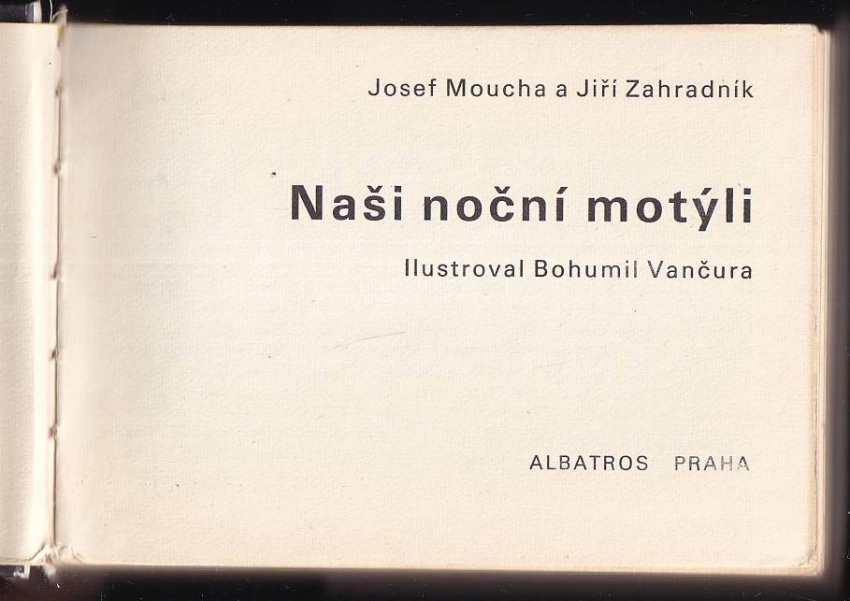 Josef Moucha a Jiří Zahradník
Naši noční motýli
Ilustroval Bohumil Vančura
ALBATROS PRAHA